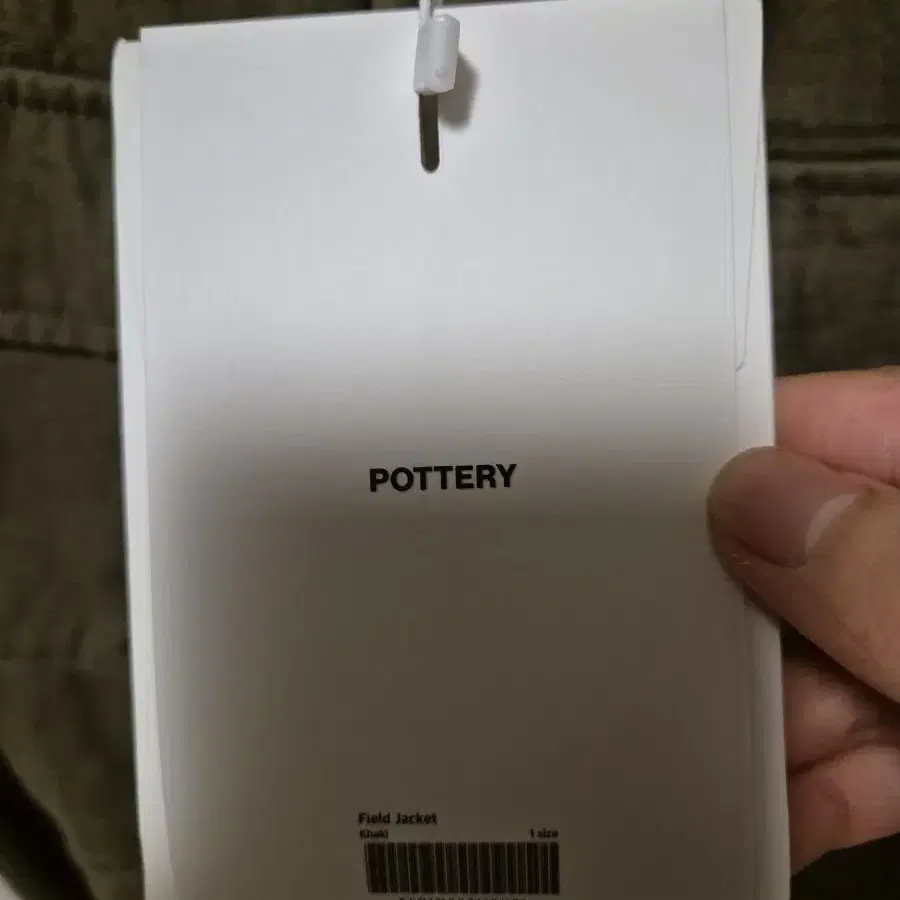 POTTERY
Field Jacket
Khaki 1 size